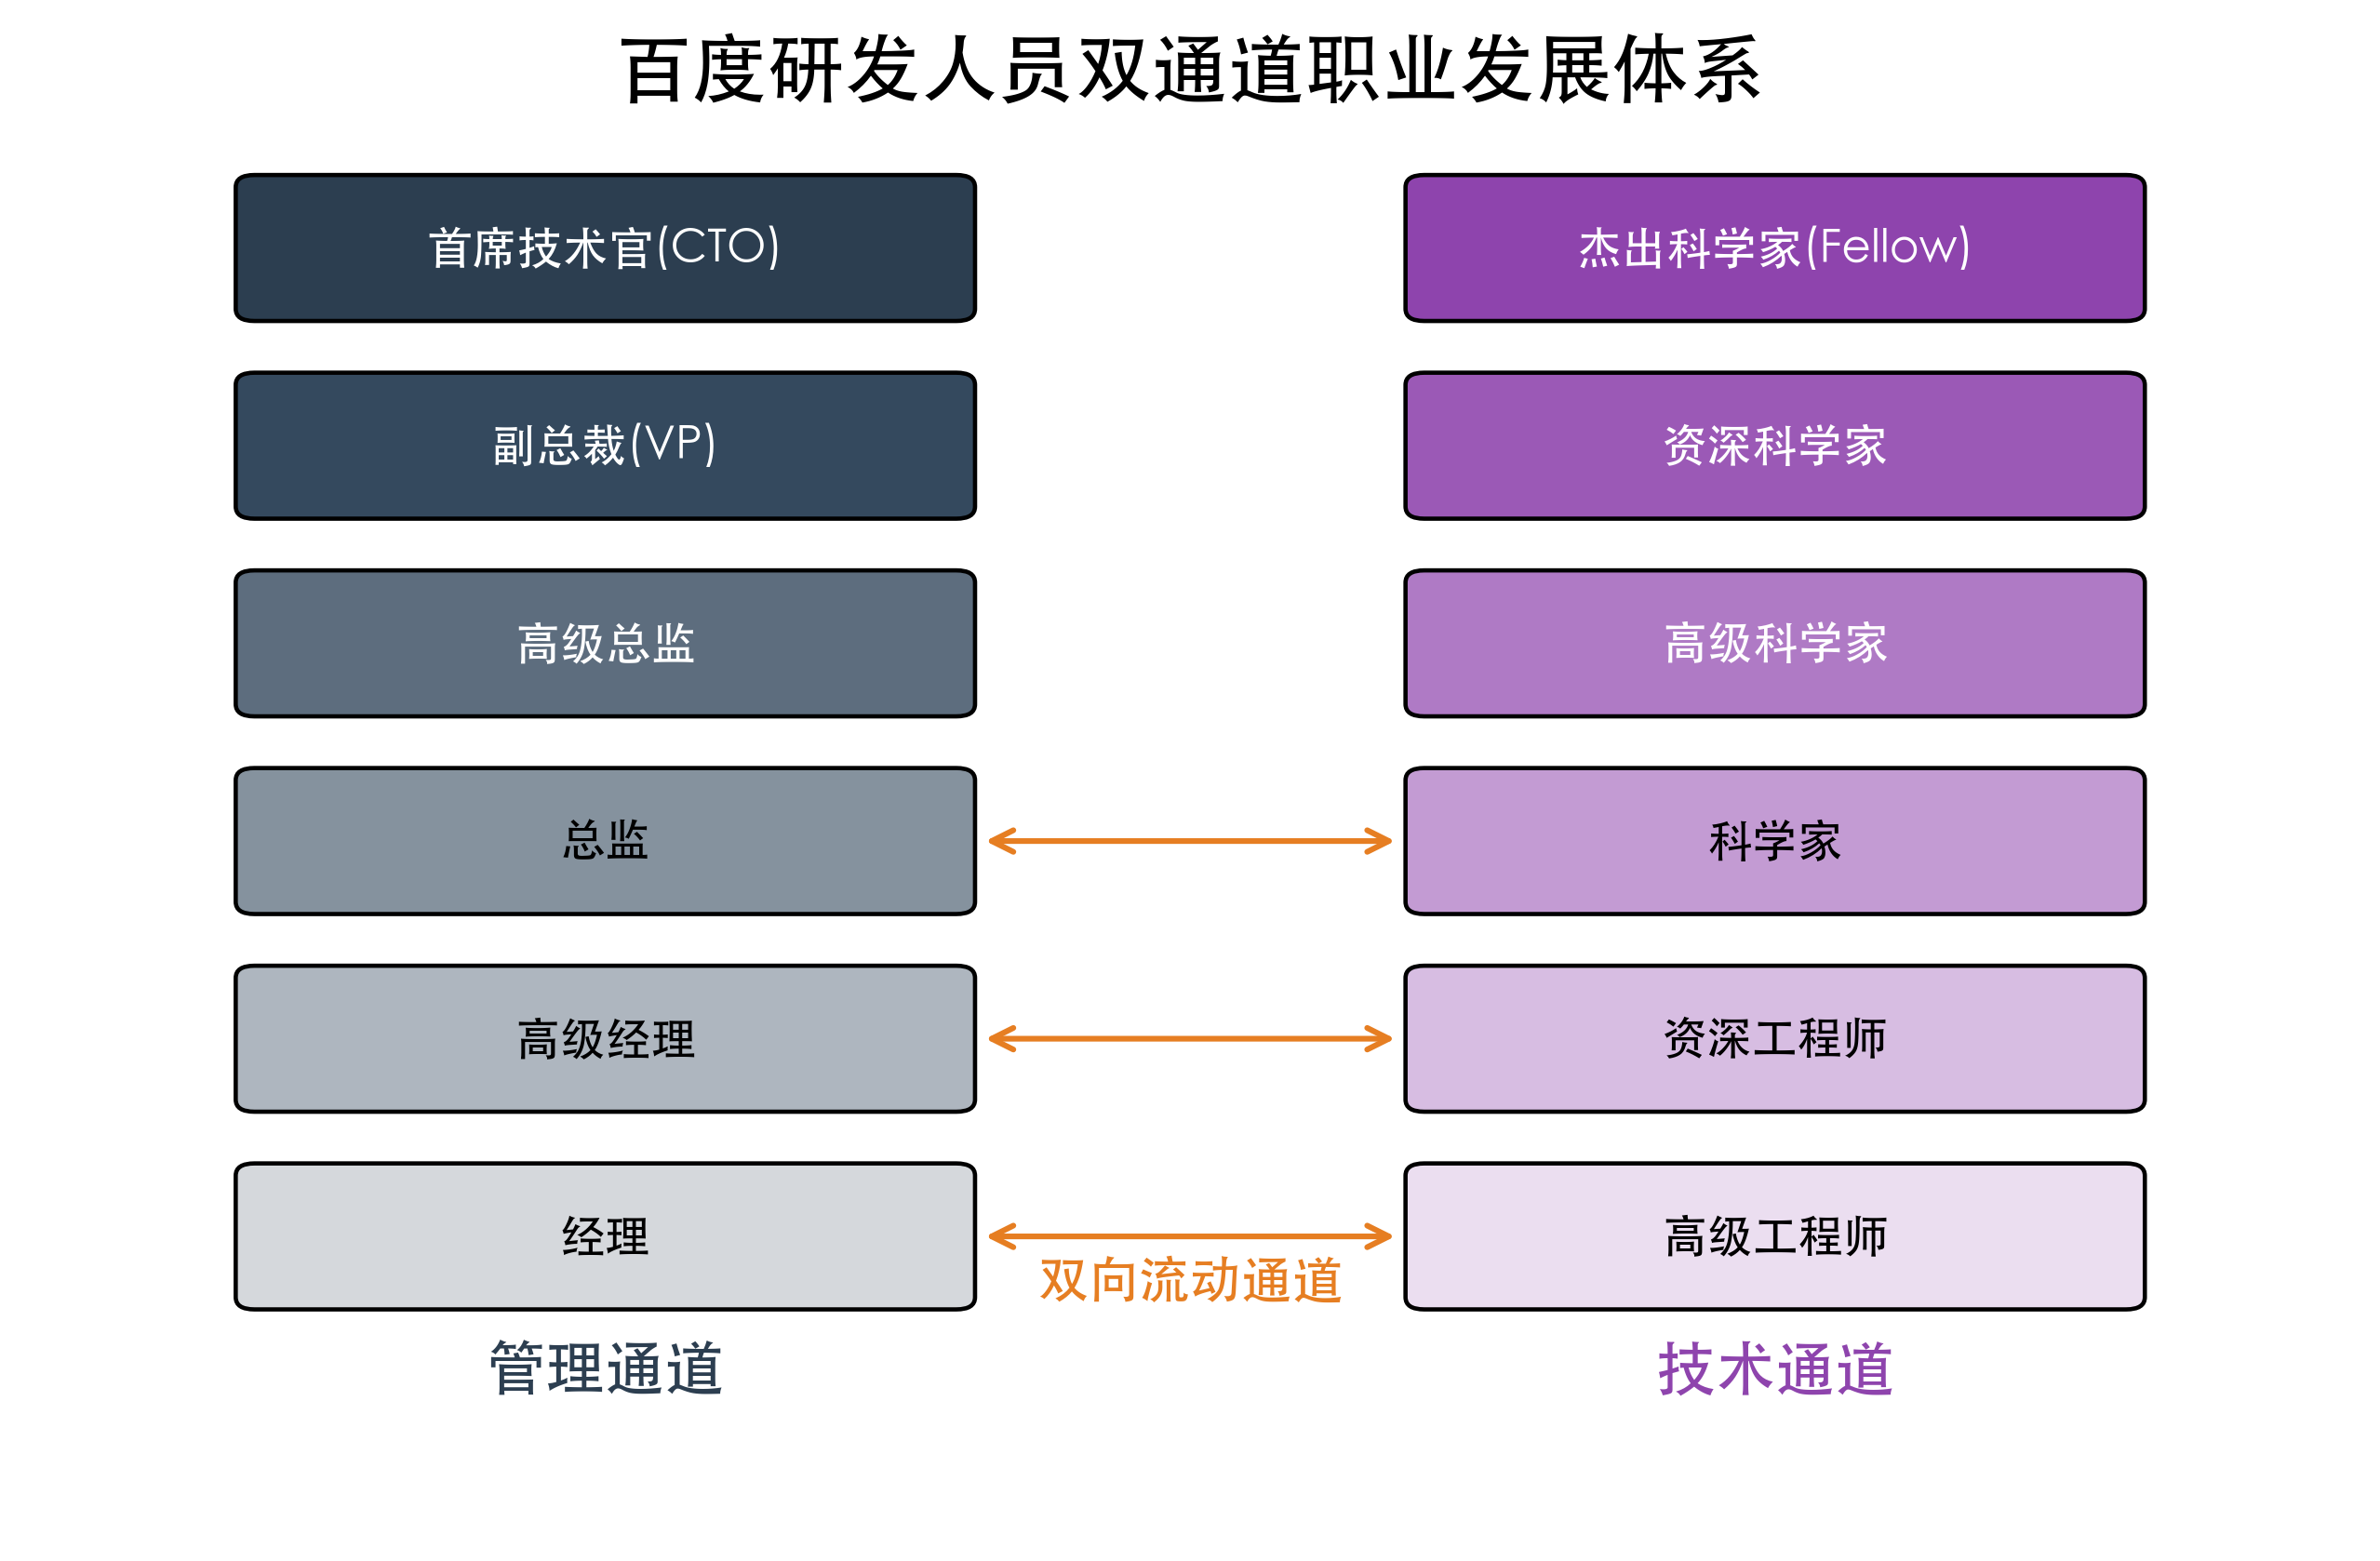 百度研发人员双通道职业发展体系
首席技术官(CTO)
杰出科学家(Fellow)
副总裁(VP)
资深科学家
高级总监
高级科学家
总监
科学家
高级经理
资深工程师
经理
高级工程师
双向流动通道
管理通道
技术通道